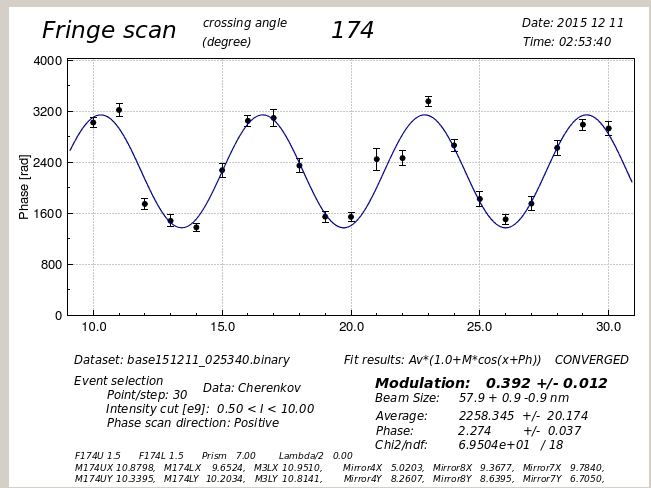 Fringe scan crossing angle (degree) 174 Date: 2015 12 11
Time: 02:53:40
4000
3200
2400
1600
800
0
Phase [rad]
10.0 15.0 20.0 25.0 30.0
Dataset: base151211_025340.binary Fit results: Av*(1.0+M*cos(x+Ph)) CONVERGED
Event selection
Point/step: 30 Data: Cherenkov
Intensity cut [e9]: 0.50 < I < 10.00
Phase scan direction: Positive
Modulation: 0.392 +/- 0.012
Beam Size: 57.9 + 0.9 -0.9 nm
Average: 2258.345 +/- 20.174
Phase: 2.274 +/- 0.037
Chi2/ndf: 6.9504e+01 / 18
F174U 1.5 F174L 1.5 Prism 7.00 Lambda/2 0.00
M174UX 10.8798, M174LX 9.6524, M3LX 10.9510, Mirror4X 5.0203, Mirror8X 9.3677, Mirror7X 9.7840,
M174UY 10.3395, M174LY 10.2034, M3LY 10.8141, Mirror4Y 8.2607, Mirror8Y 8.6395, Mirror7Y 6.7050,